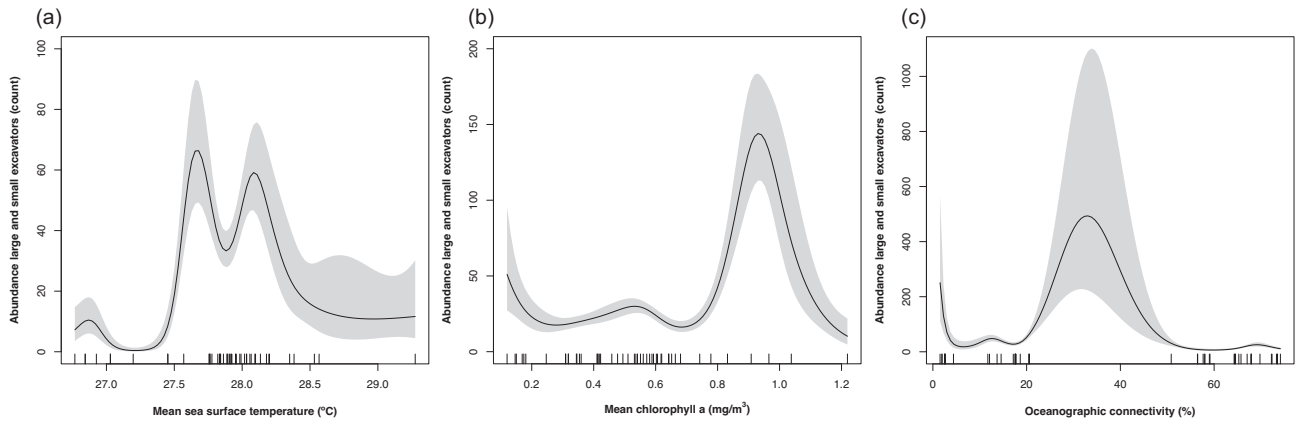 (a)
Abundance large and small excavators (count)
100
80
60
40
20
0
27.0 27.5 28.0 28.5 29.0
Mean sea surface temperature (°C)
(b)
Abundance large and small excavators (count)
200
150
100
50
0
0.2 0.4 0.6 0.8 1.0 1.2
Mean chlorophyll a (mg/m³)
(c)
Abundance large and small excavators (count)
1000
800
600
400
200
0
0 20 40 60
Oceanographic connectivity (%)